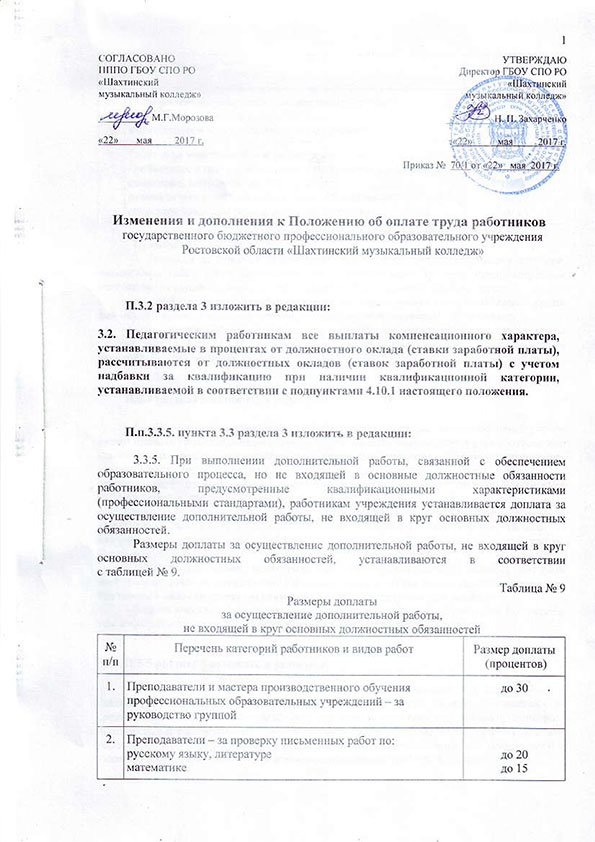 1
СОГЛАСОВАНО
ППО ГБОУ СПО РО
«Шахтинский
музыкальный колледж»
М.Г.Морозова
«22» мая 2017 г.
УТВЕРЖДАЮ
Директор ГБОУ СПО РО
«Шахтинский
музыкальный колледж»
Н. П. Захарченко
«22» мая 2017 г.
Приказ № 70/1 от «22» мая 2017 г.
Изменения и дополнения к Положению об оплате труда работников
государственного бюджетного профессионального образовательного учреждения
Ростовской области «Шахтинский музыкальный колледж»
П.3.2 раздела 3 изложить в редакции:
3.2. Педагогическим работникам все выплаты компенсационного характера,
устанавливаемые в процентах от должностного оклада (ставки заработной платы),
рассчитываются от должностных окладов (ставок заработной платы) с учетом
надбавки за квалификацию при наличии квалификационной категории,
устанавливаемой в соответствии с подпунктами 4.10.1 настоящего положения.
П.п.3.3.5. пункта 3.3 раздела 3 изложить в редакции:
3.3.5. При выполнении дополнительной работы, связанной с обеспечением
образовательного процесса, но не входящей в основные должностные обязанности
работников, предусмотренные квалификационными характеристиками
(профессиональными стандартами), работникам учреждения устанавливается доплата за
осуществление дополнительной работы, не входящей в круг основных должностных
обязанностей.
Размеры доплаты за осуществление дополнительной работы, не входящей в круг
основных должностных обязанностей, устанавливаются в соответствии
с таблицей № 9.
Таблица № 9
Размеры доплаты
за осуществление дополнительной работы,
не входящей в круг основных должностных обязанностей
№ п/п Перечень категорий работников и видов работ Размер доплаты (процентов)
1. Преподаватели и мастера производственного обучения до 30
профессиональных образовательных учреждений – за
руководство группой
2. Преподаватели – за проверку письменных работ по:
русскому языку, литературе до 20
математике до 15